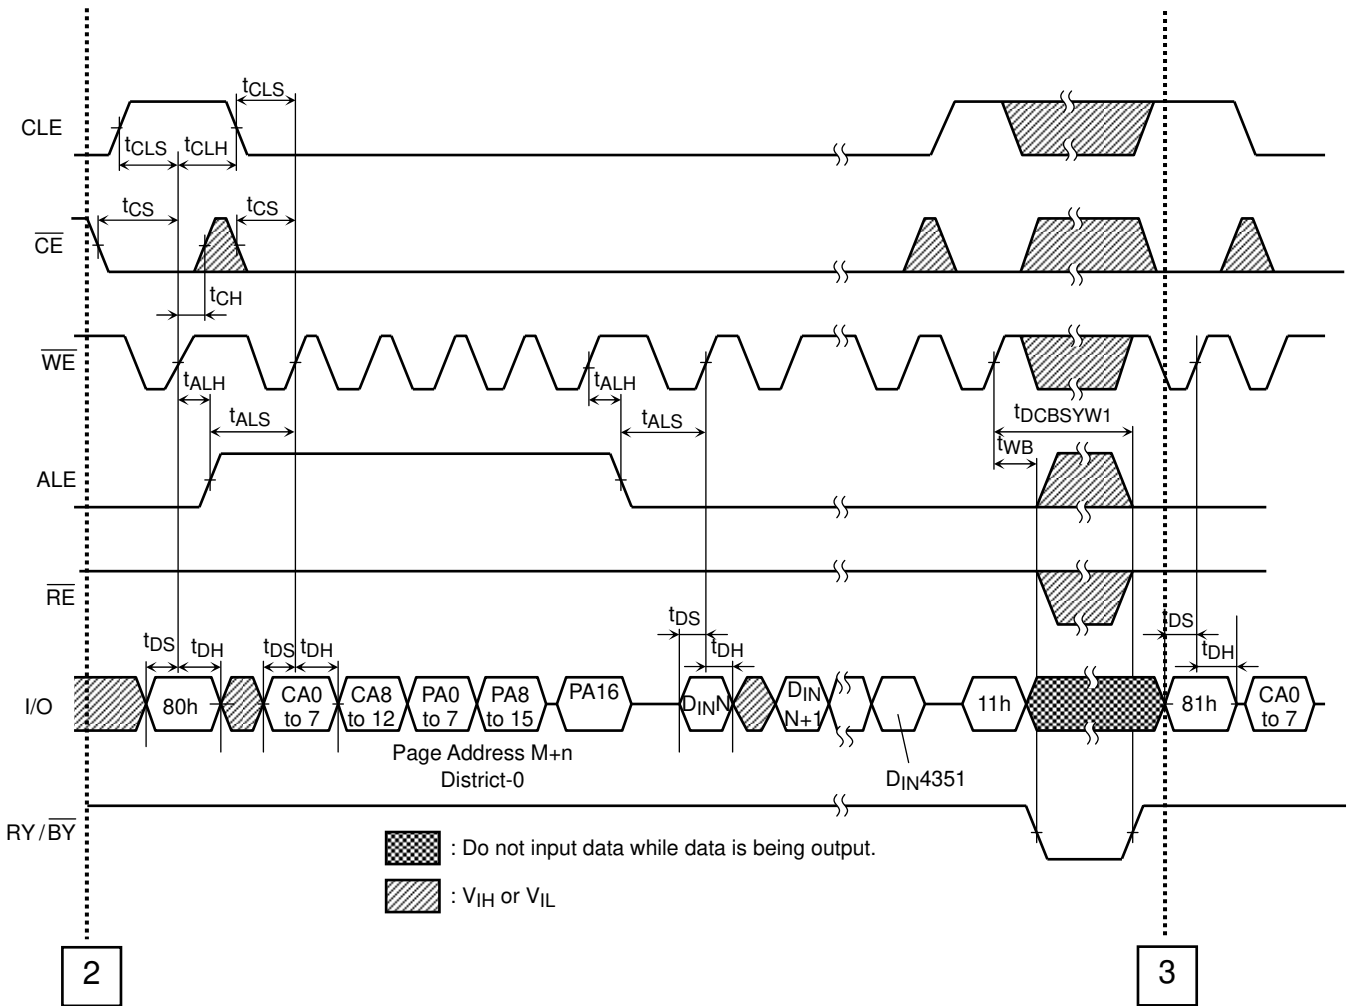 tCLS
CLE
tCLS
tCLH
tCS
tCS
CE
tCH
WE
tALH
tALH
tALS
tALS
tDCBSYW1
tWB
ALE
RE
tDS
tDH
tDS
tDH
tDS
tDH
tDS
tDH
I/O
80h
CA0 to 7
CA8 to 12
PA0 to 7
PA8 to 15
PA16
DINN
DIN N+1
11h
81h
CA0 to 7
Page Address M+n
District-0
DIN4351
RY/BY
: Do not input data while data is being output.
: VIH or VIL
2
3